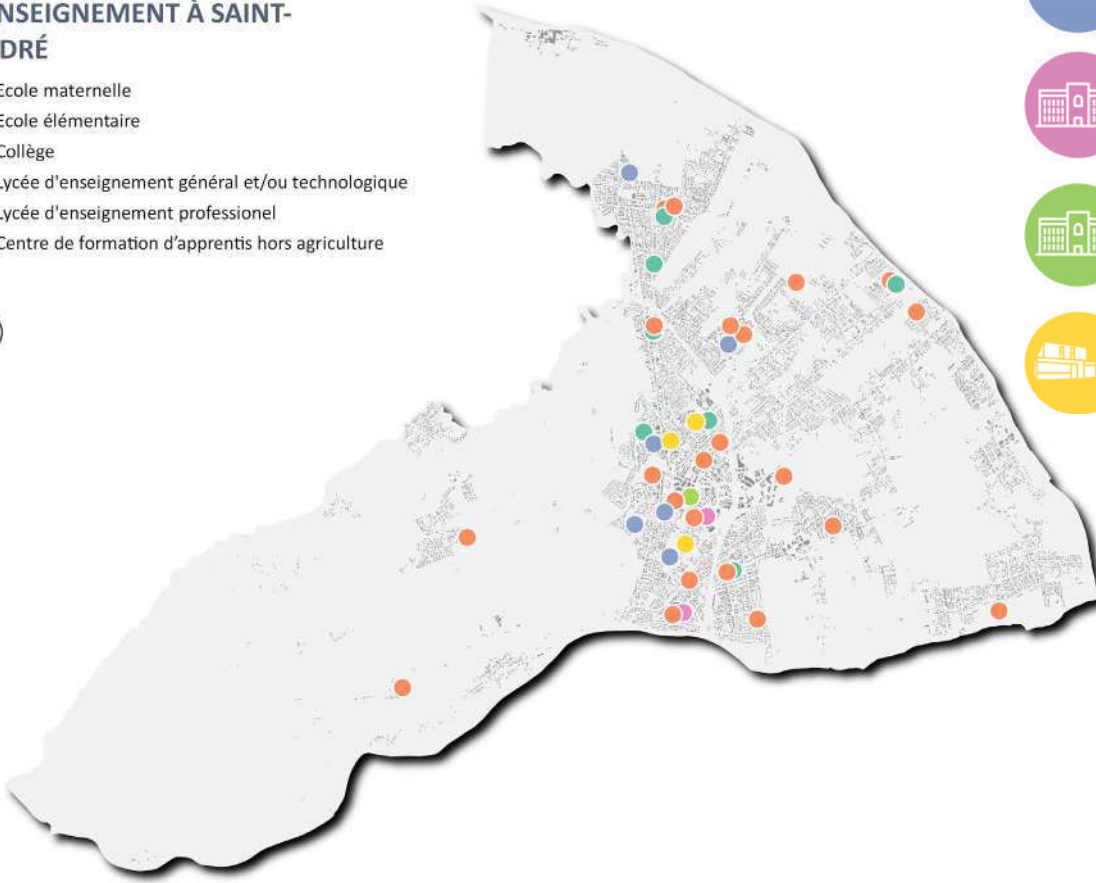 NSEIGNEMENT À SAINT-
DRÉ
Ecole maternelle
Ecole élémentaire
Collège
Lycée d'enseignement général et/ou technologique
Lycée d'enseignement professionel
Centre de formation d'apprentis hors agriculture